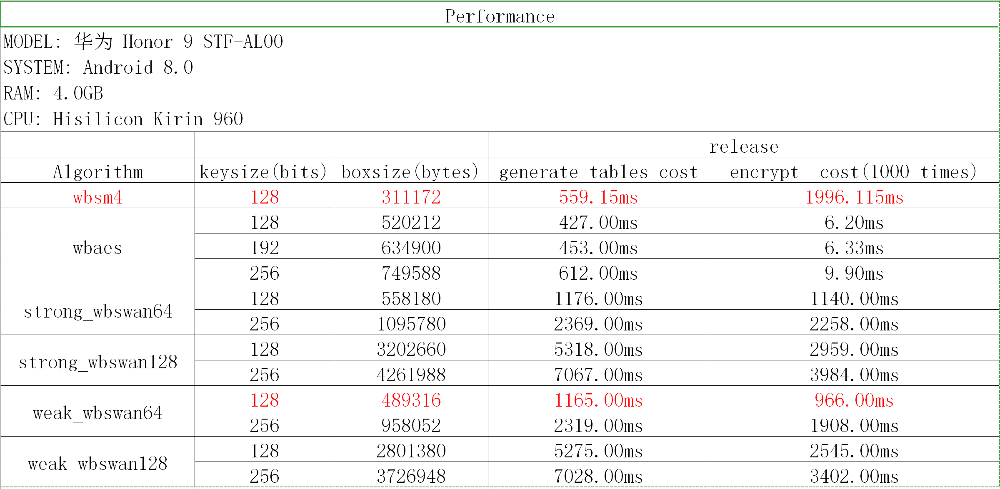 Performance
MODEL: 华为 Honor 9 STF-AL00
SYSTEM: Android 8.0
RAM: 4.0GB
CPU: Hisilicon Kirin 960
release
Algorithm keysize(bits) boxsize(bytes) generate tables cost encrypt cost(1000 times)
wbsm4 128 311172 559.15ms 1996.115ms
128 520212 427.00ms 6.20ms
wbaes 192 634900 453.00ms 6.33ms
256 749588 612.00ms 9.90ms
strong_wbswan64
128 558180 1176.00ms 1140.00ms
256 1095780 2369.00ms 2258.00ms
strong_wbswan128
128 3202660 5318.00ms 2959.00ms
256 4261988 7067.00ms 3984.00ms
weak_wbswan64
128 489316 1165.00ms 966.00ms
256 958052 2319.00ms 1908.00ms
weak_wbswan128
128 2801380 5275.00ms 2545.00ms
256 3726948 7028.00ms 3402.00ms